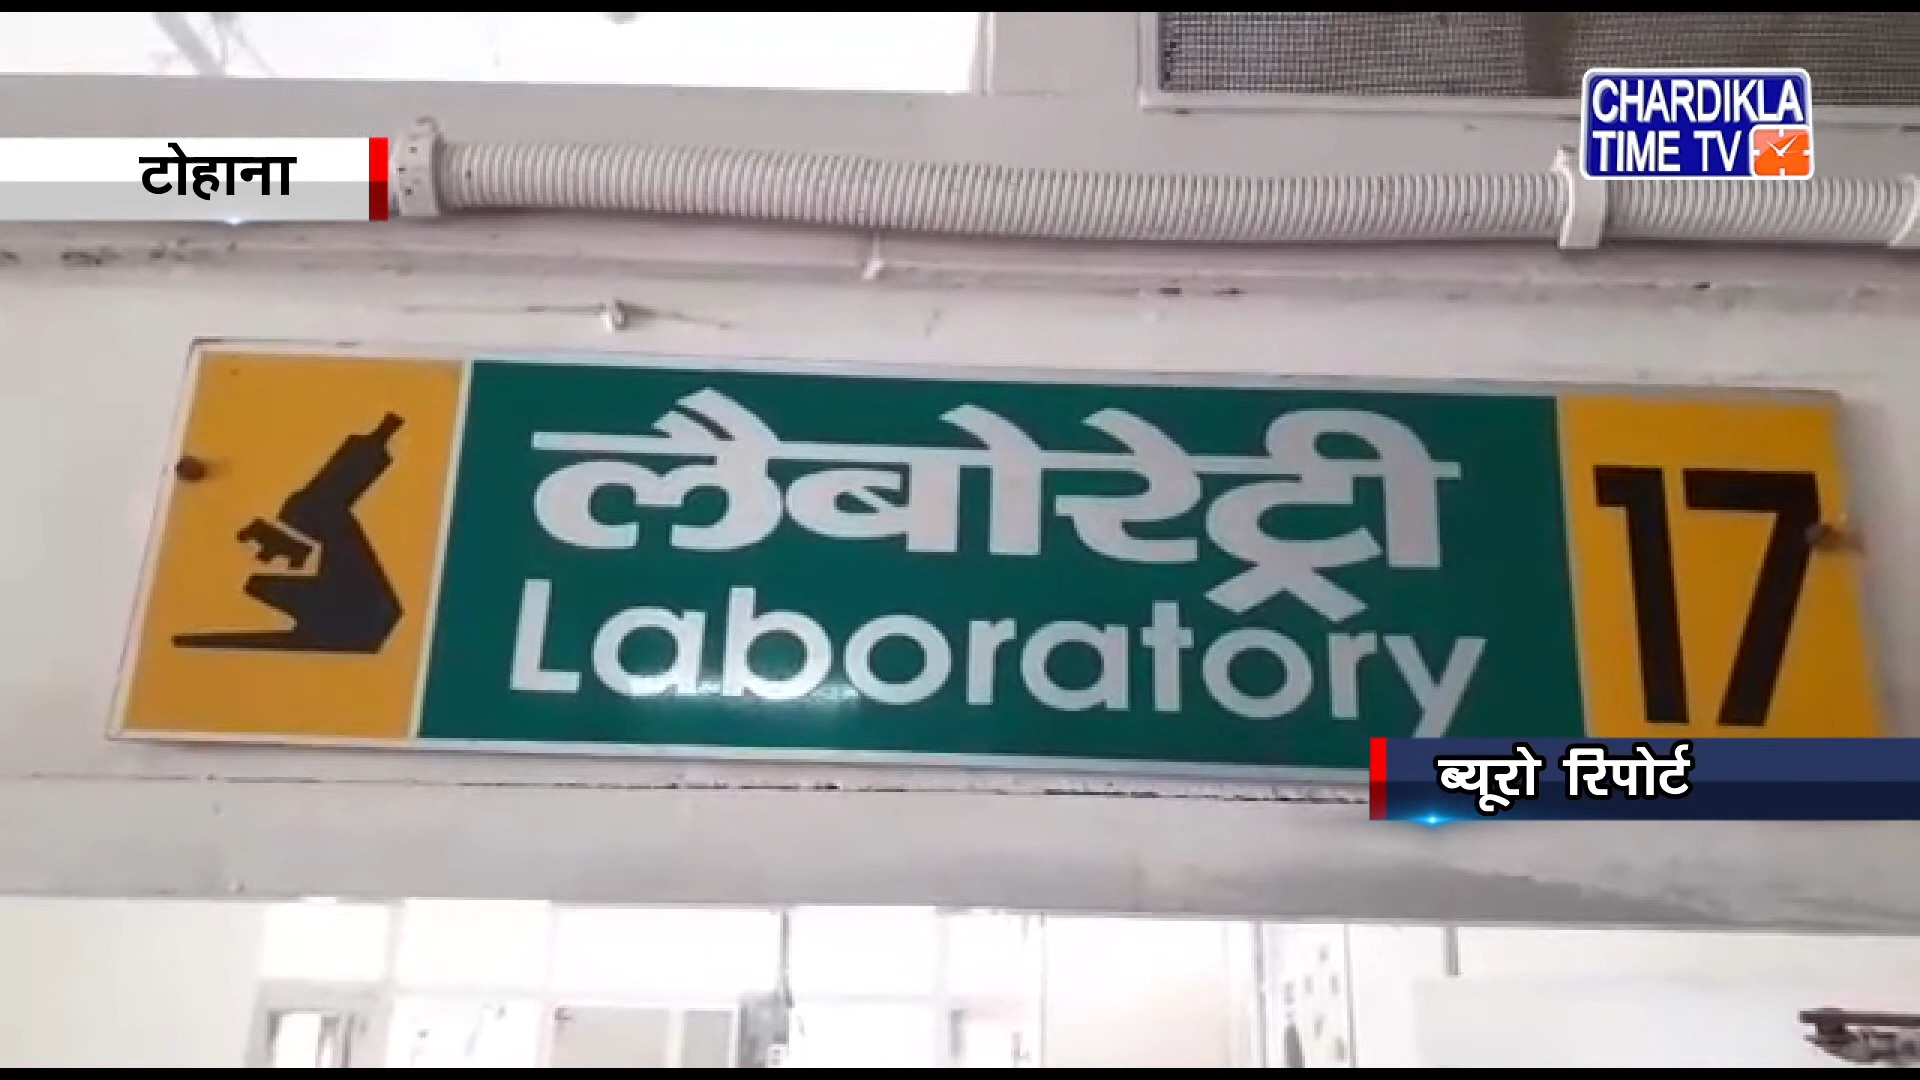 CHARDIKLA
TIME TV
टोहाना
लैबोरेट्री
Laboratory
17
ब्यूरो रिपोर्ट